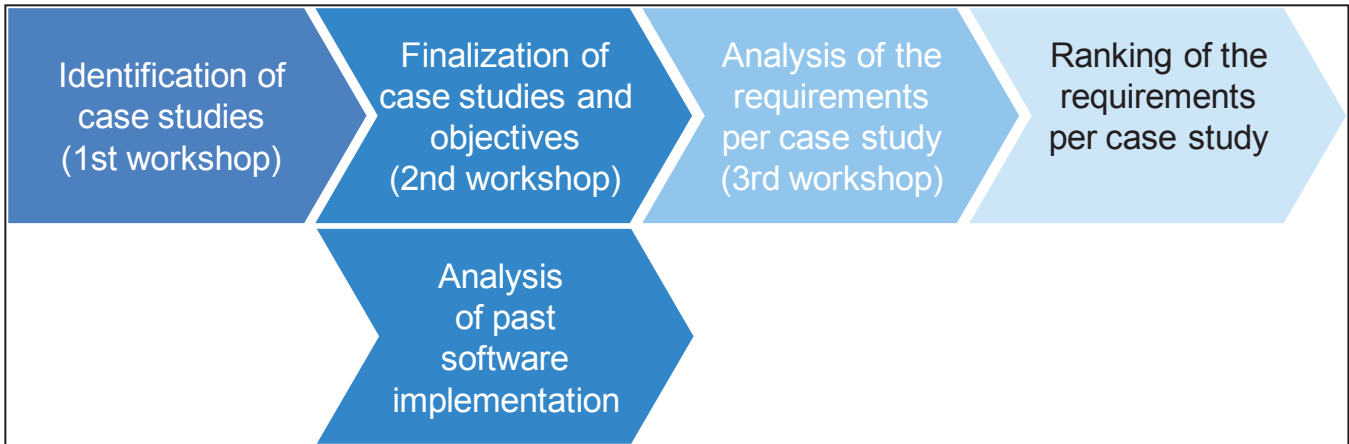 Identification of
case studies
(1st workshop)
Finalization of
case studies and
objectives
(2nd workshop)
Analysis of the
requirements
per case study
(3rd workshop)
Ranking of the
requirements
per case study
Analysis
of past
software
implementation